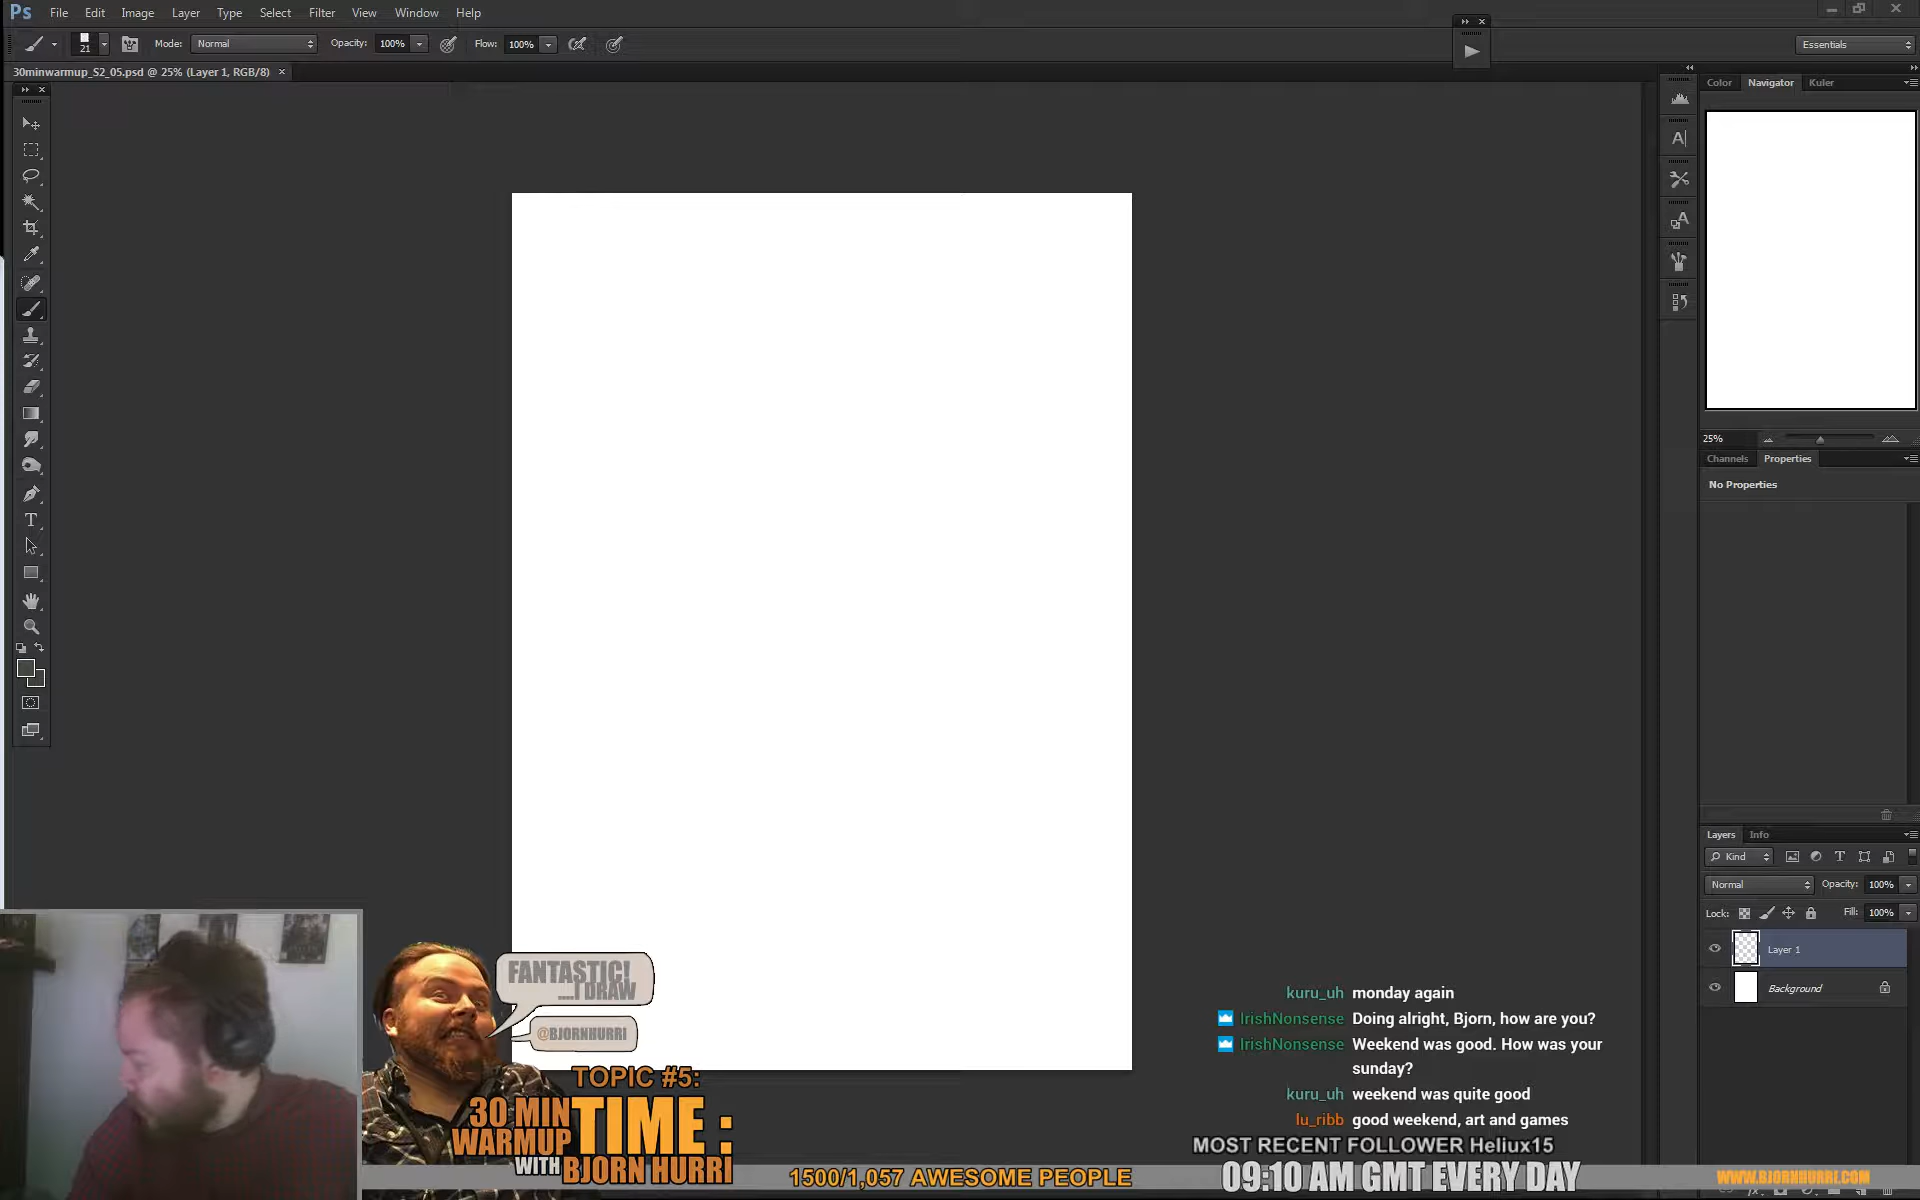 Ps File Edit Image Layer Type Select Filter View Window Help
21 Mode: Normal Opacity: 100% Flow: 100% Essentials
30minwarmup_S2_05.psd @ 25% (Layer 1, RGB/8)
Color Navigator Kuler
25%
Channels Properties
No Properties
Layers Info
Kind
Normal Opacity: 100%
Lock: Fill: 100%
Layer 1
Background
FANTASTIC!
....I DRAW
@BJORNHURRI
TOPIC #5:
30 MIN TIME :
WARMUP
WITH BJORN HURRI
kuru_uh monday again
IrishNonsense Doing alright, Bjorn, how are you?
IrishNonsense Weekend was good. How was your
sunday?
kuru_uh weekend was quite good
lu_ribb good weekend, art and games
MOST RECENT FOLLOWER Heliux15
1500/1,057 AWESOME PEOPLE
09:10 AM GMT EVERY DAY
WWW.BJORNHURRI.COM